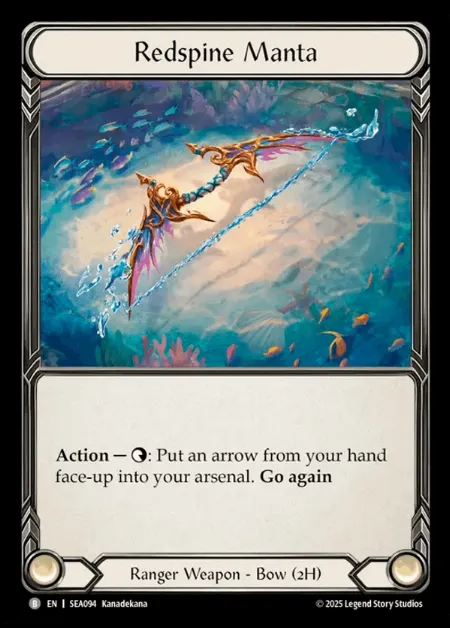 Redspine Manta
Action — : Put an arrow from your hand
face-up into your arsenal. Go again
Ranger Weapon - Bow (2H)
B EN | SEA094 Kanadekana © 2025 Legend Story Studios